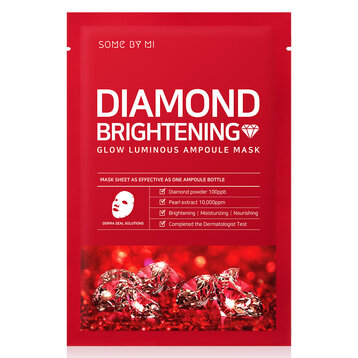 SOME BY MI
DIAMOND
BRIGHTENING
GLOW LUMINOUS AMPOULE MASK
MASK SHEET AS EFFECTIVE AS ONE AMPOULE BOTTLE
Diamond powder 100ppb
Pearl extract 10,000ppm
Brightening | Moisturizing | Nourishing
Completed the Dermatologist Test
DERMA SEAL SOLUTIONS